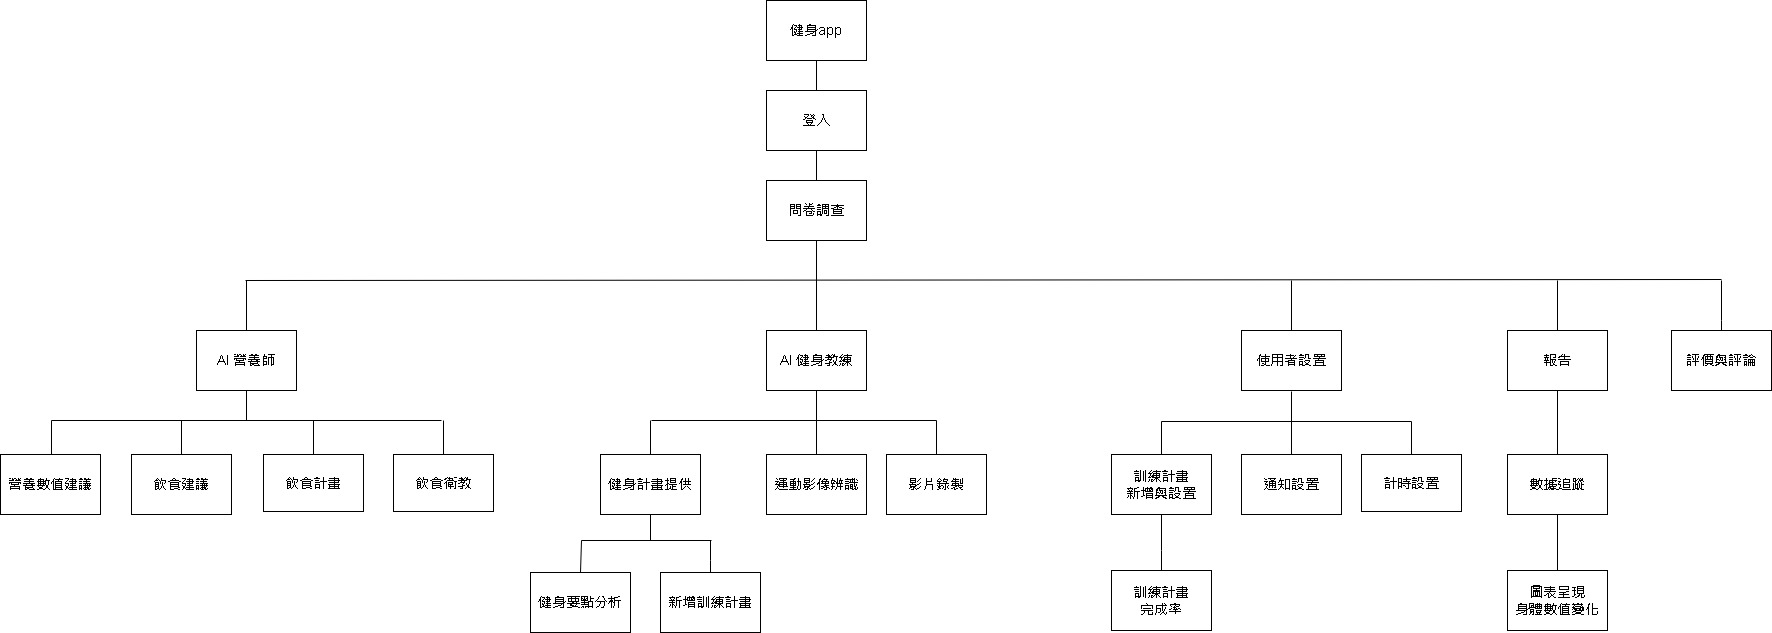 健身app
登入
問卷調查
AI 營養師
AI 健身教練
使用者設置
報告
評價與評論
營養數值建議
飲食建議
飲食計畫
飲食衛教
健身計畫提供
運動影像辨識
影片錄製
訓練計畫
新增與設置
通知設置
計時設置
數據追蹤
健身要點分析
新增訓練計畫
訓練計畫
完成率
圖表呈現
身體數值變化